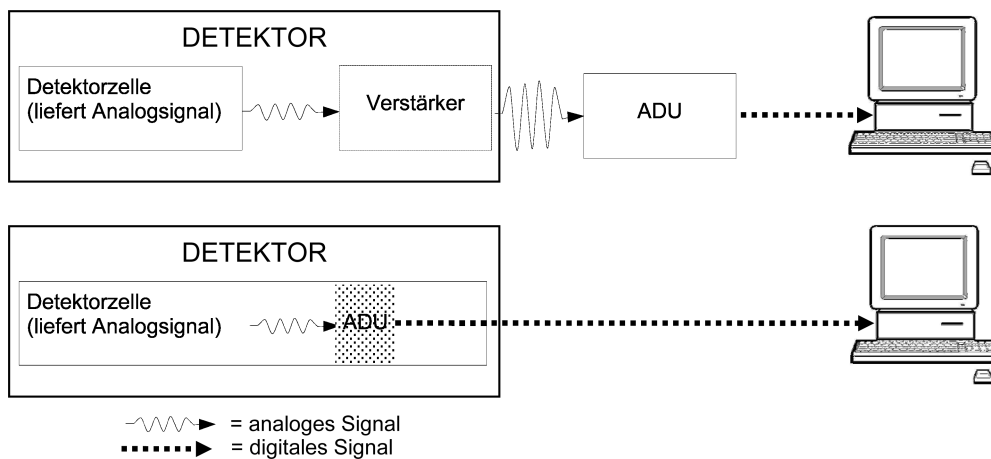 DETEKTOR
Detektorzelle
(liefert Analogsignal)
Verstärker
ADU
DETEKTOR
Detektorzelle
(liefert Analogsignal)
ADU
= analoges Signal
= digitales Signal